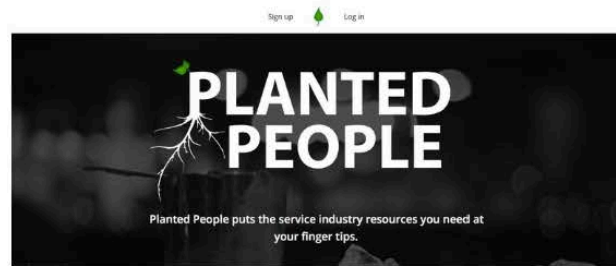 Sign up Log in
PLANTED
PEOPLE
Planted People puts the service industry resources you need at
your finger tips.